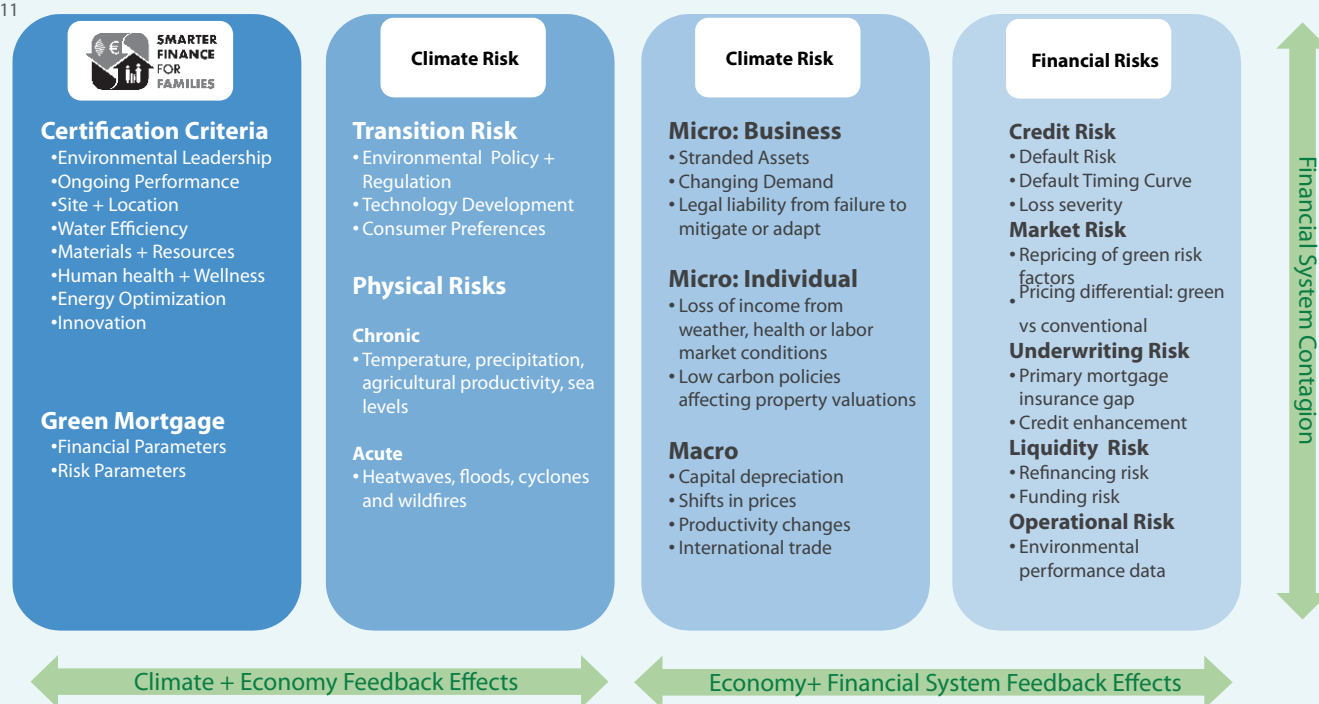 11
SMARTER
FINANCE
FOR
FAMILIES
Certification Criteria
•Environmental Leadership
•Ongoing Performance
•Site + Location
•Water Efficiency
•Materials + Resources
•Human health + Wellness
•Energy Optimization
•Innovation
Green Mortgage
•Financial Parameters
•Risk Parameters
Climate Risk
Transition Risk
• Environmental Policy +
Regulation
• Technology Development
• Consumer Preferences
Physical Risks
Chronic
• Temperature, precipitation,
agricultural productivity, sea
levels
Acute
• Heatwaves, floods, cyclones
and wildfires
Climate Risk
Micro: Business
• Stranded Assets
• Changing Demand
• Legal liability from failure to
mitigate or adapt
Micro: Individual
• Loss of income from
weather, health or labor
market conditions
• Low carbon policies
affecting property valuations
Macro
• Capital depreciation
• Shifts in prices
• Productivity changes
• International trade
Financial Risks
Credit Risk
• Default Risk
• Default Timing Curve
• Loss severity
Market Risk
• Repricing of green risk
factors
• Pricing differential: green
vs conventional
Underwriting Risk
• Primary mortgage
insurance gap
• Credit enhancement
Liquidity Risk
• Refinancing risk
• Funding risk
Operational Risk
• Environmental
performance data
Financial System Contagion
Climate + Economy Feedback Effects
Economy+ Financial System Feedback Effects